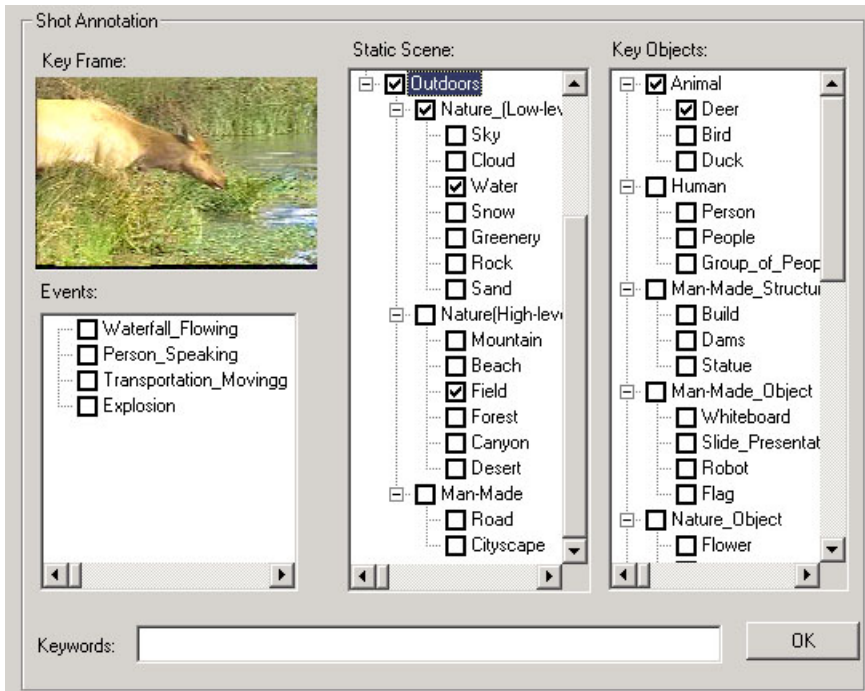 Shot Annotation
Key Frame:
Events:
Waterfall_Flowing
Person_Speaking
Transportation_Movingg
Explosion
Static Scene:
Outdoors
Nature_(Low-lev
Sky
Cloud
Water
Snow
Greenery
Rock
Sand
Nature(High-leve
Mountain
Beach
Field
Forest
Canyon
Desert
Man-Made
Road
Cityscape
Key Objects:
Animal
Deer
Bird
Duck
Human
Person
People
Group_of_Peop
Man-Made_Structur
Build
Dams
Statue
Man-Made_Object
Whiteboard
Slide_Presentat
Robot
Flag
Nature_Object
Flower
Keywords:
OK